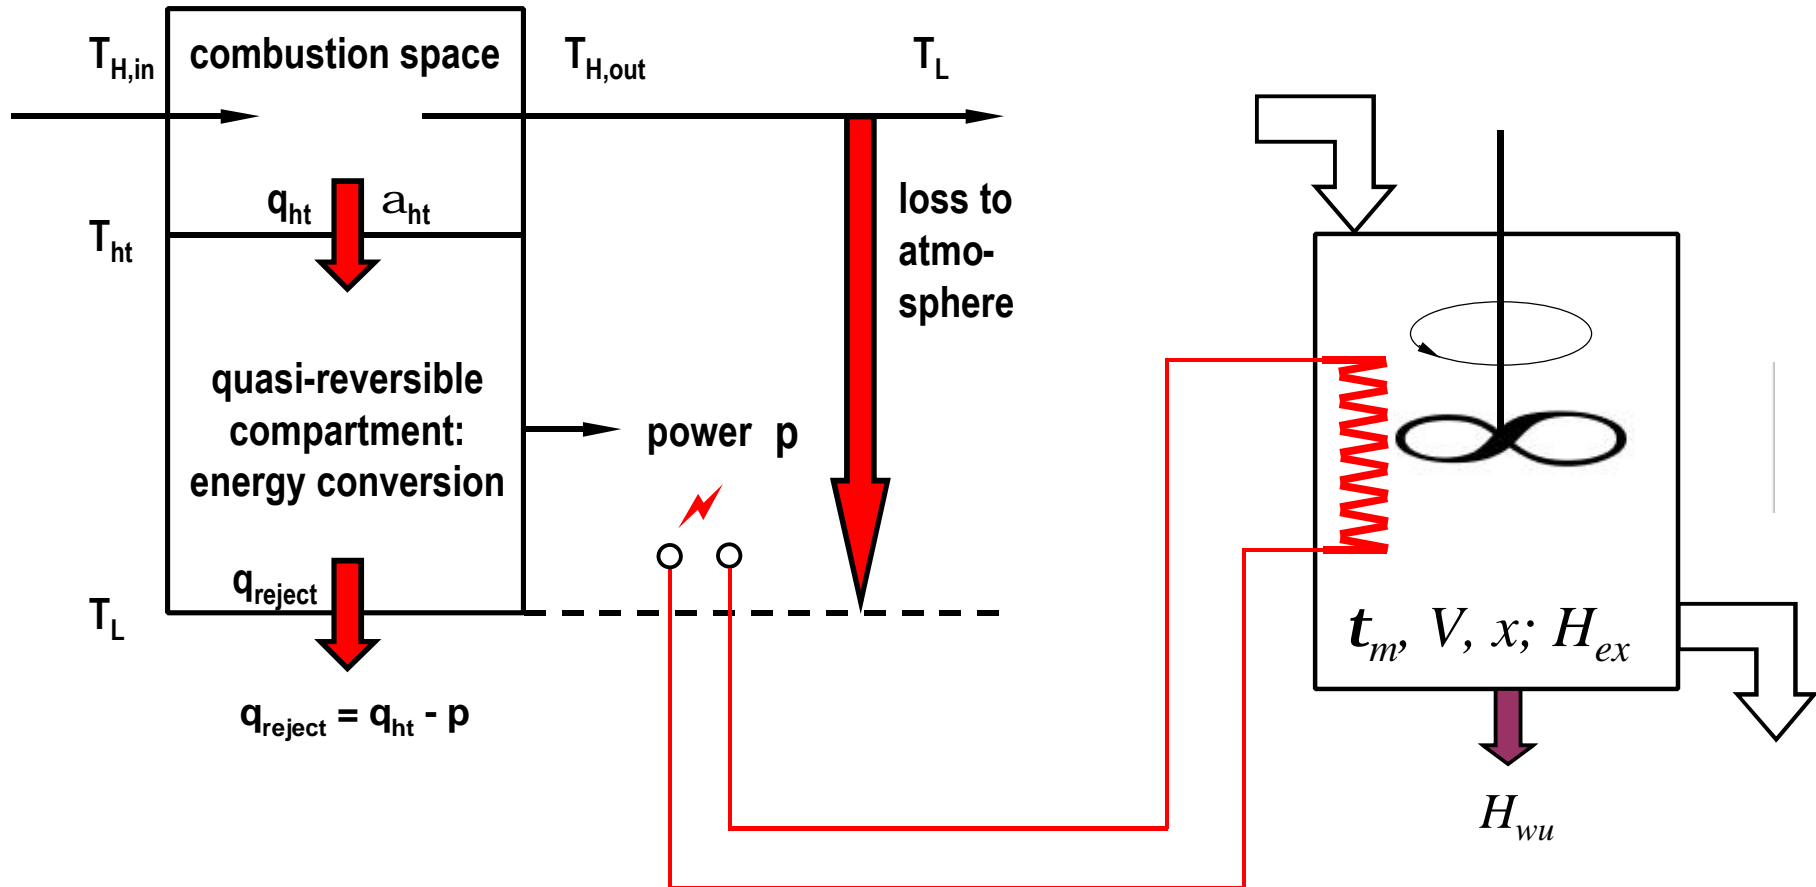 T_H,in
combustion space
T_H,out
T_L
q_ht
a_ht
T_ht
loss to
atmo-
sphere
quasi-reversible
compartment:
energy conversion
power p
q_reject
T_L
q_reject = q_ht - p
t_m, V, x; H_ex
H_wu